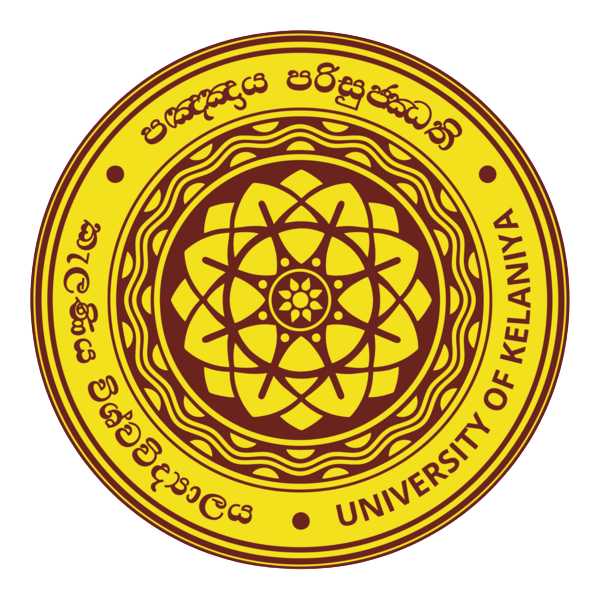 පඤ්ඤාය පරිසුජ්ඣති
කැලණිය විශ්වවිද්‍යාලය
UNIVERSITY OF KELANIYA